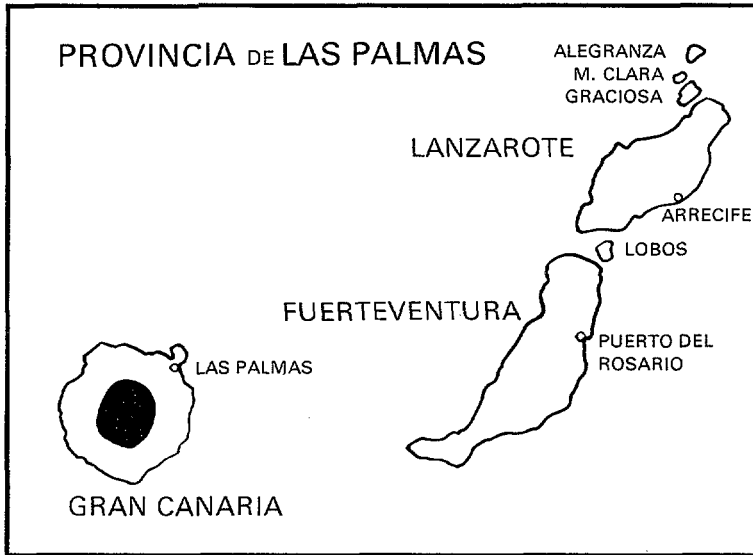 PROVINCIA DE LAS PALMAS
ALEGRANZA
M. CLARA
GRACIOSA
LANZAROTE
ARRECIFE
LOBOS
FUERTEVENTURA
PUERTO DEL
ROSARIO
LAS PALMAS
GRAN CANARIA